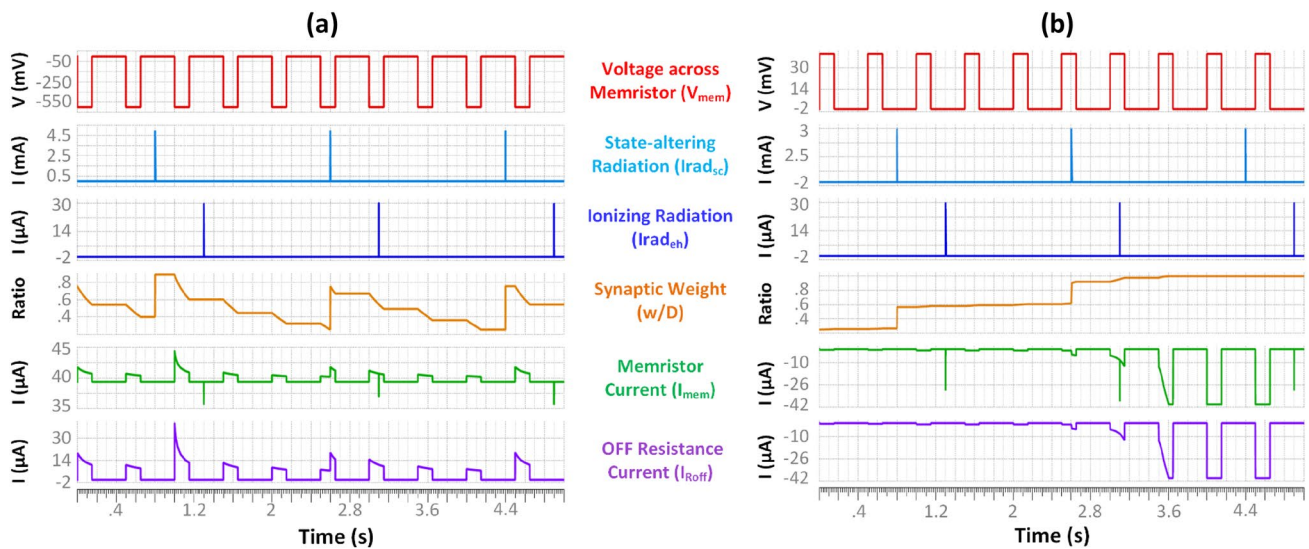 (a)
(b)
V (mV)
-50
-250
-550
Voltage across
Memristor (Vmem)
V (mV)
30
14
-2
I (mA)
4.5
2.5
0.5
State-altering
Radiation (Iradsc)
I (mA)
3
2.5
-2
I (μA)
30
14
-2
Ionizing Radiation
(Iradeh)
I (μA)
30
14
-2
Ratio
.8
.6
.4
Synaptic Weight
(w/D)
Ratio
.8
.6
.4
I (μA)
45
40
35
Memristor
Current (Imem)
I (μA)
-10
-26
-42
I (μA)
30
14
-2
OFF Resistance
Current (IRoff)
I (μA)
-10
-26
-42
.4 1.2 2 2.8 3.6 4.4
.4 1.2 2 2.8 3.6 4.4
Time (s)
Time (s)